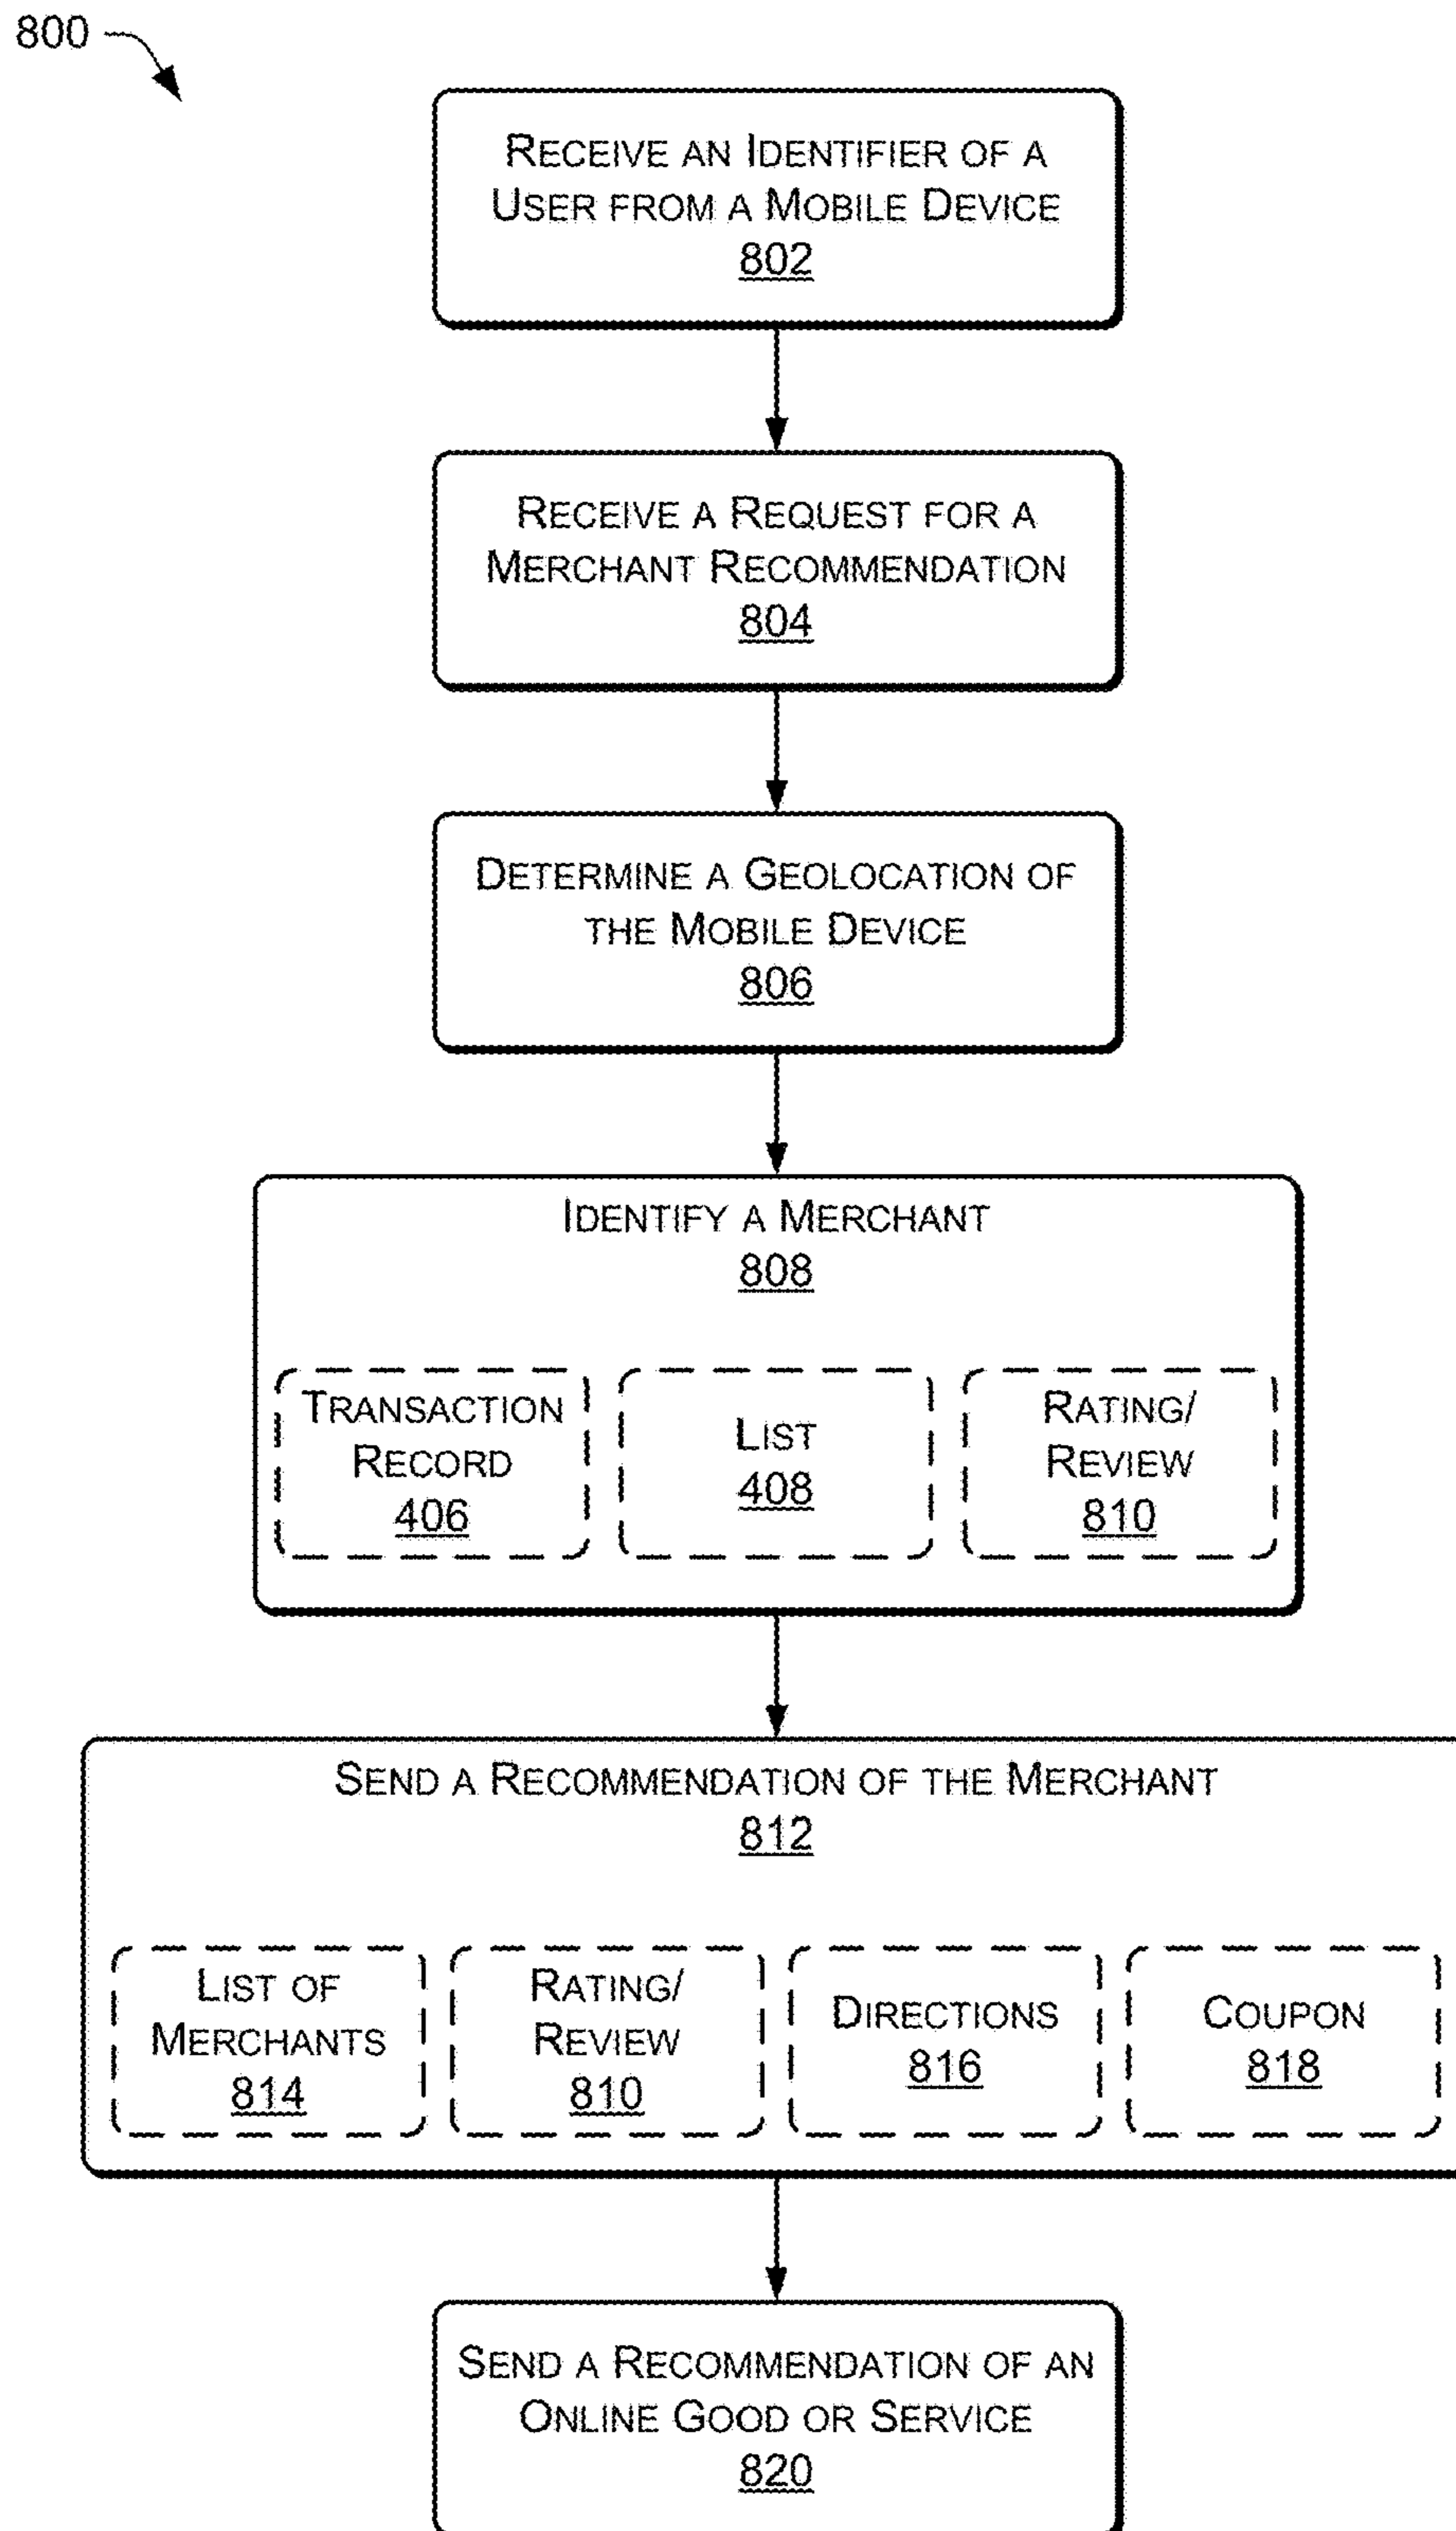 800
RECEIVE AN IDENTIFIER OF A
USER FROM A MOBILE DEVICE
802
RECEIVE A REQUEST FOR A
MERCHANT RECOMMENDATION
804
DETERMINE A GEOLOCATION OF
THE MOBILE DEVICE
806
IDENTIFY A MERCHANT
808
TRANSACTION
RECORD
406
LIST
408
RATING/
REVIEW
810
SEND A RECOMMENDATION OF THE MERCHANT
812
LIST OF
MERCHANTS
814
RATING/
REVIEW
810
DIRECTIONS
816
COUPON
818
SEND A RECOMMENDATION OF AN
ONLINE GOOD OR SERVICE
820